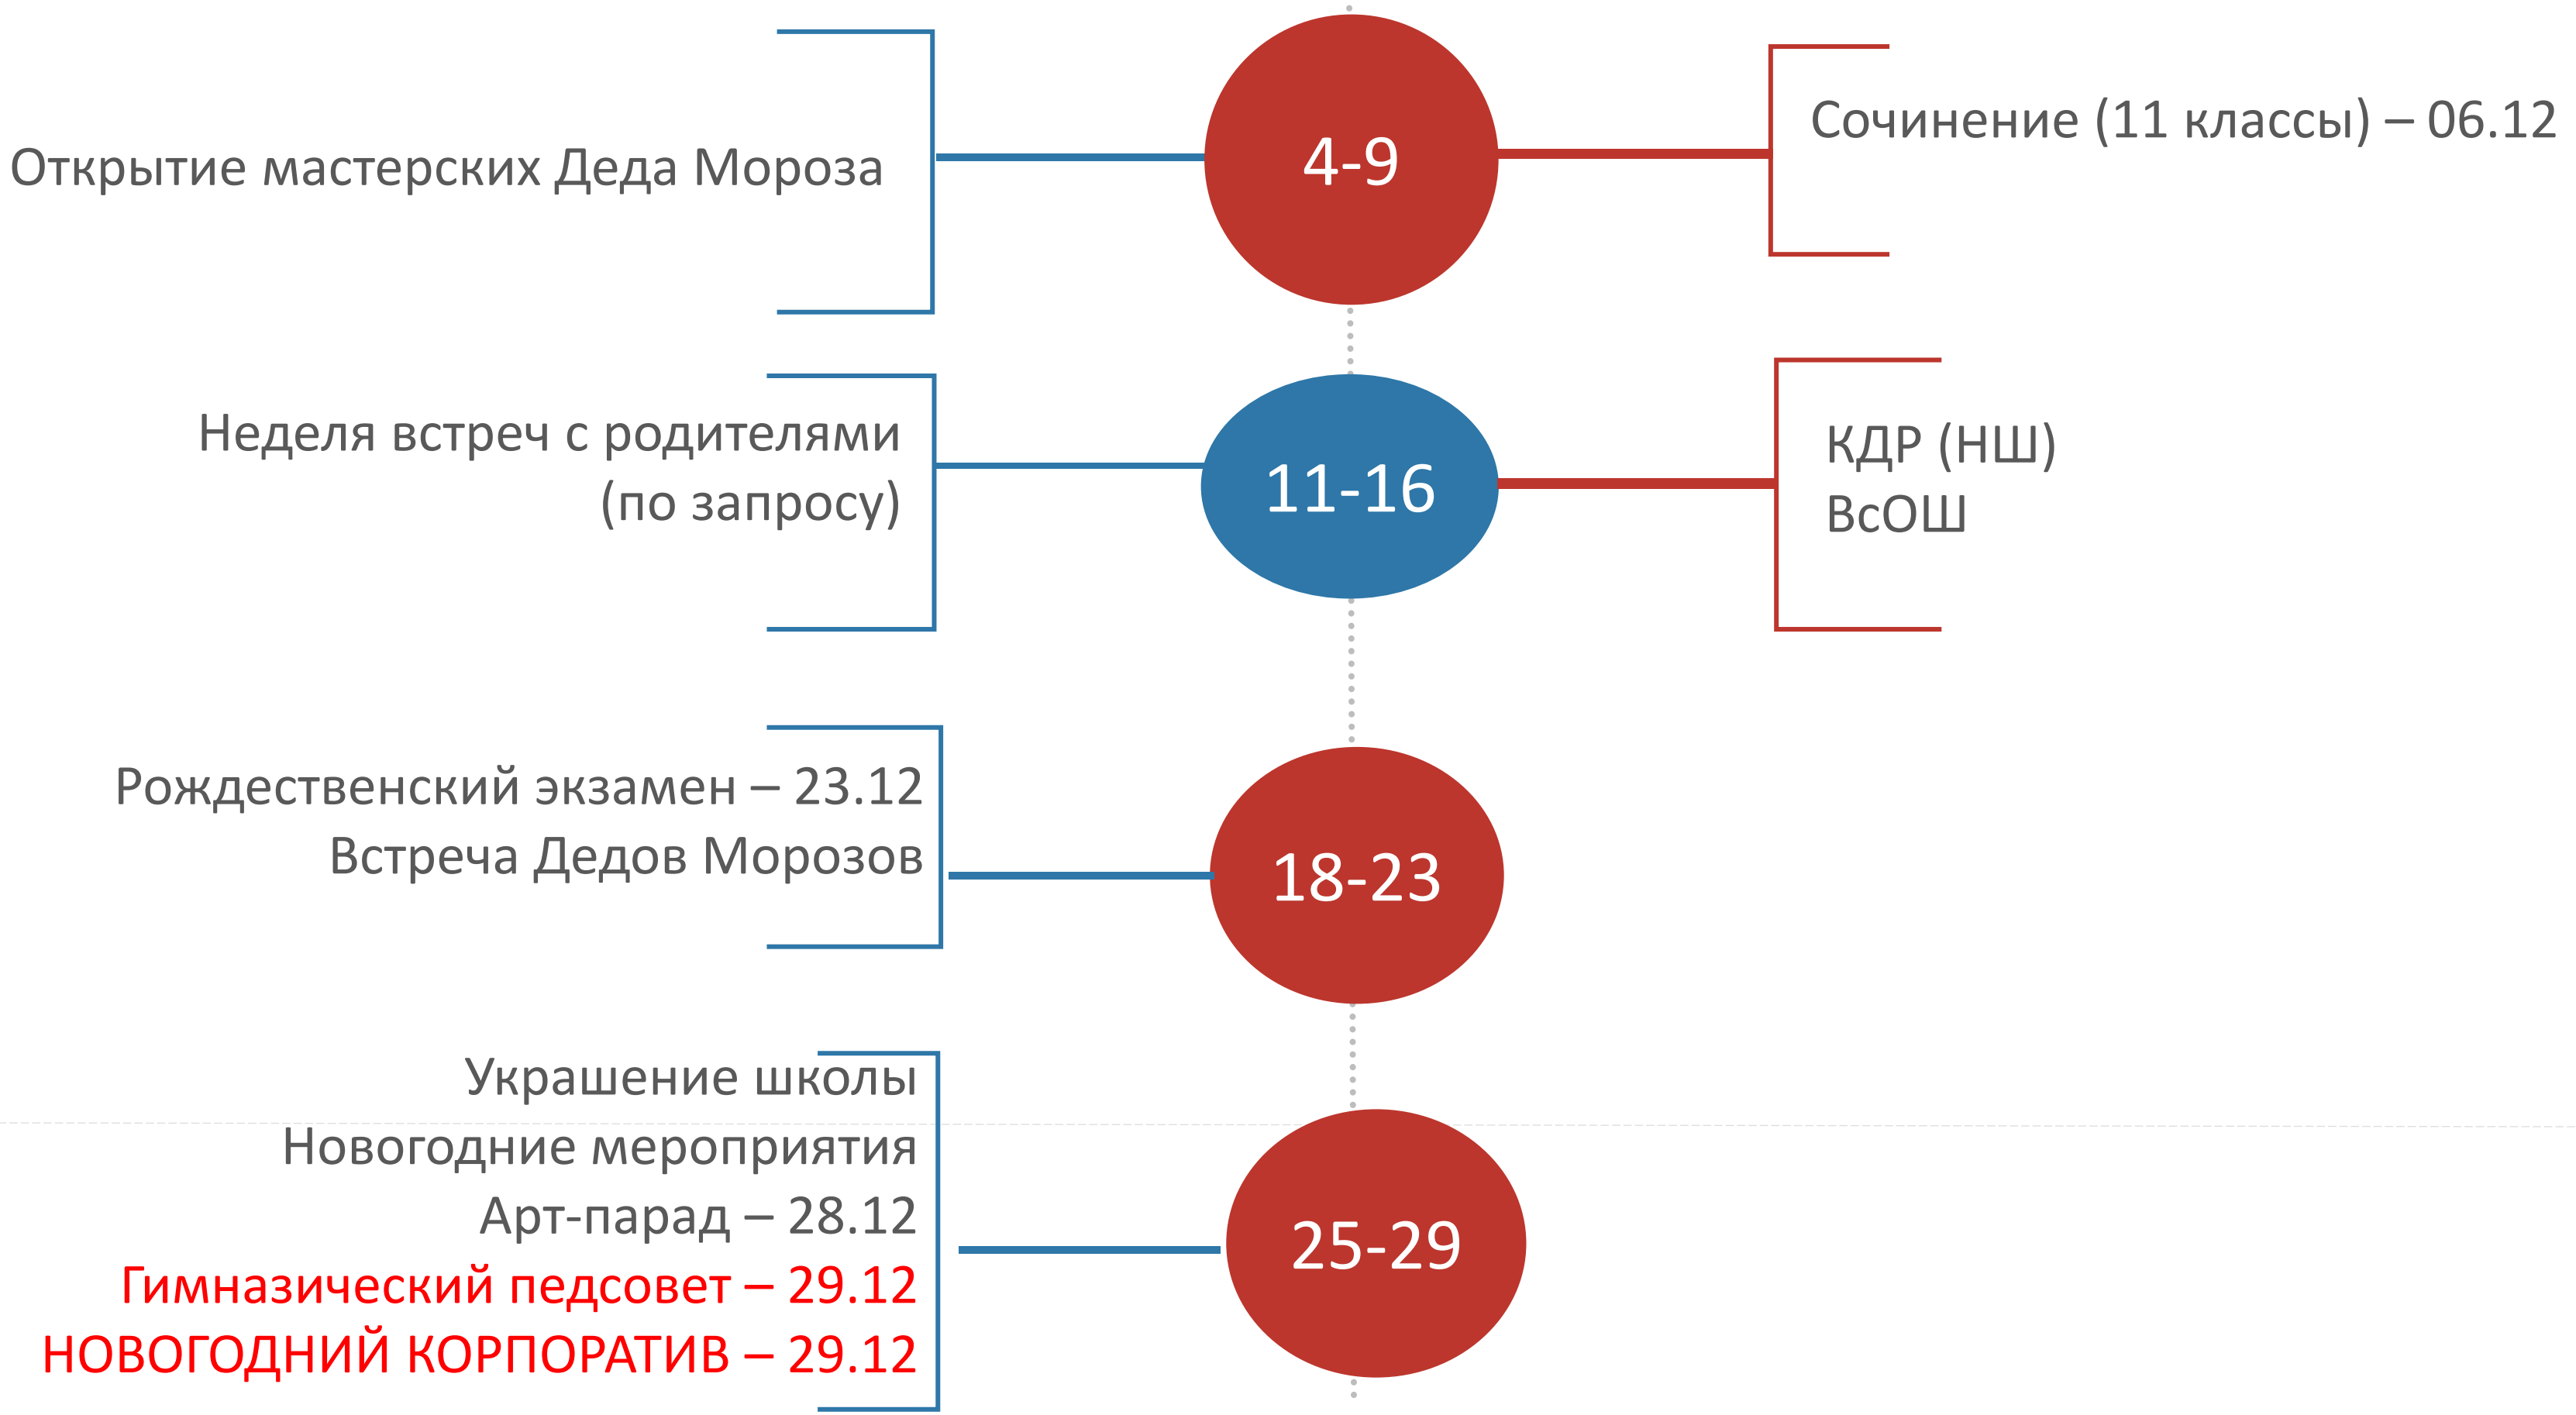 Открытие мастерских Деда Мороза
4-9
Сочинение (11 классы) – 06.12
Неделя встреч с родителями
(по запросу)
11-16
КДР (НШ)
ВсОШ
Рождественский экзамен – 23.12
Встреча Дедов Морозов
18-23
Украшение школы
Новогодние мероприятия
Арт-парад – 28.12
Гимназический педсовет – 29.12
НОВОГОДНИЙ КОРПОРАТИВ – 29.12
25-29